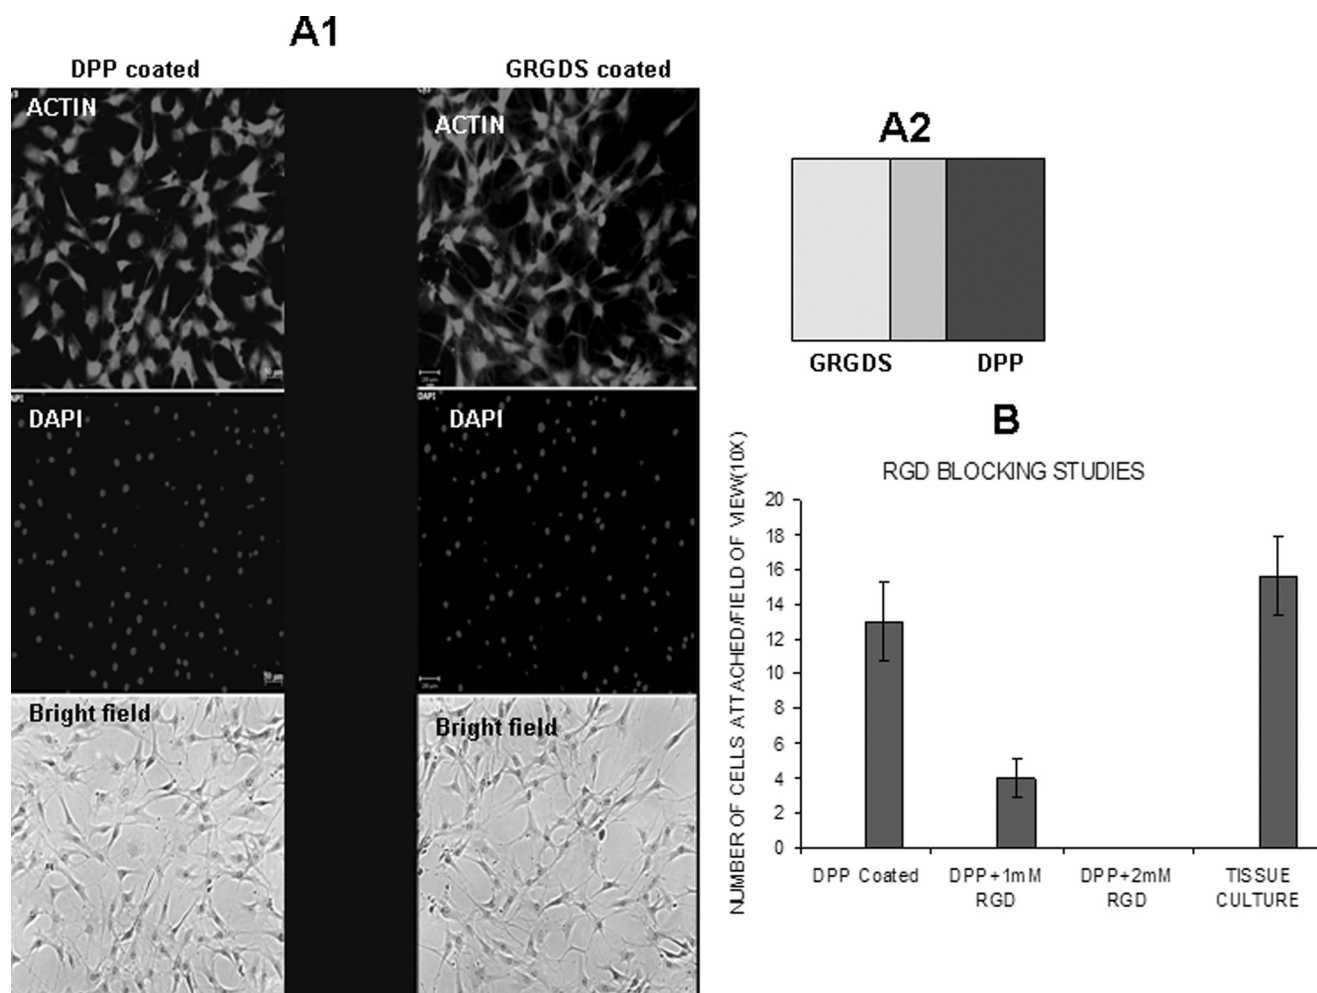 A1
DPP coated
GRGDS coated
ACTIN
ACTIN
DAPI
DAPI
Bright field
Bright field
A2
GRGDS
DPP
B
RGD BLOCKING STUDIES
NUMBER OF CELLS ATTACHED/FIELD OF VIEW(10X)
20
18
16
14
12
10
8
6
4
2
0
DPP Coated
DPP+1mM
RGD
DPP+2mM
RGD
TISSUE
CULTURE